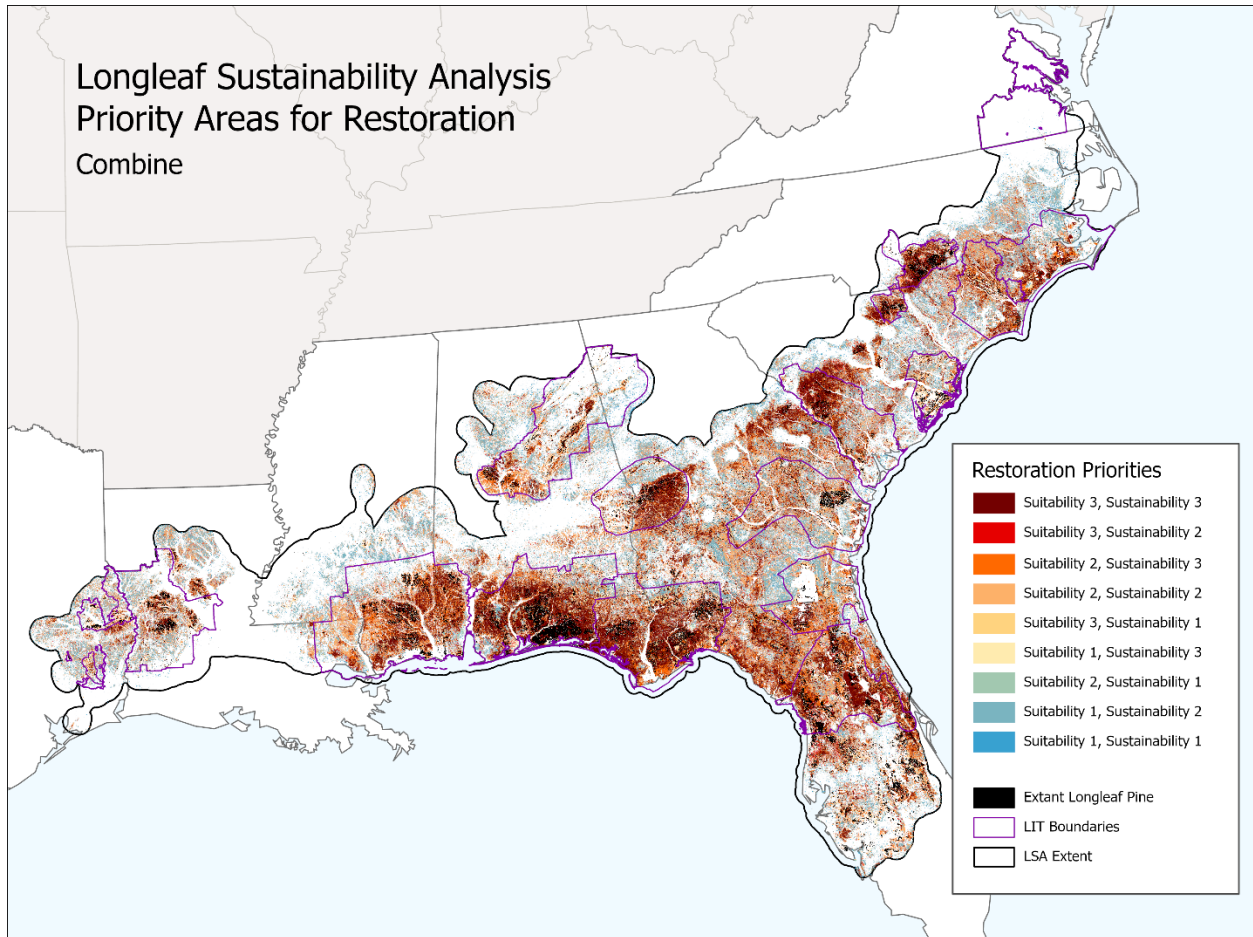 Longleaf Sustainability Analysis
Priority Areas for Restoration
Combine
Restoration Priorities
Suitability 3, Sustainability 3
Suitability 3, Sustainability 2
Suitability 2, Sustainability 3
Suitability 2, Sustainability 2
Suitability 3, Sustainability 1
Suitability 1, Sustainability 3
Suitability 2, Sustainability 1
Suitability 1, Sustainability 2
Suitability 1, Sustainability 1
Extant Longleaf Pine
LIT Boundaries
LSA Extent